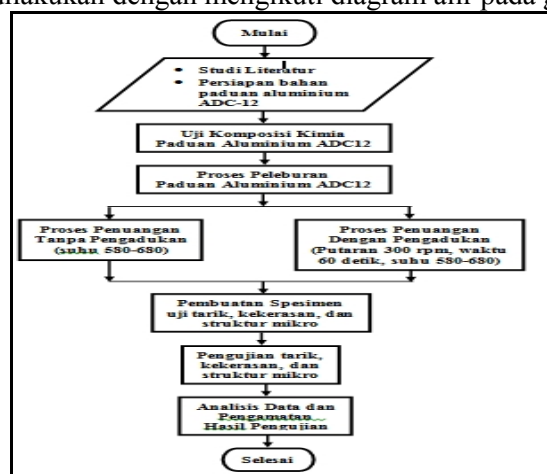 dilakukan dengan mengikuti diagram alir pada
Mulai
• Studi Literatur
• Persiapan bahan
paduan aluminium
ADC-12
Uji Komposisi Kimia
Paduan Aluminium ADC12
Proses Peleburan
Paduan Aluminium ADC12
Proses Penuangan
Tanpa Pengadukan
(suhu 580-680)
Proses Penuangan
Dengan Pengadukan
(Putaran 300 rpm, waktu
60 detik, suhu 580-680)
Pembuatan Spesimen
uji tarik, kekerasan, dan
struktur mikro
Pengujian tarik,
kekerasan, dan
struktur mikro
Analisis Data dan
Pengamatan
Hasil Pengujian
Selesai